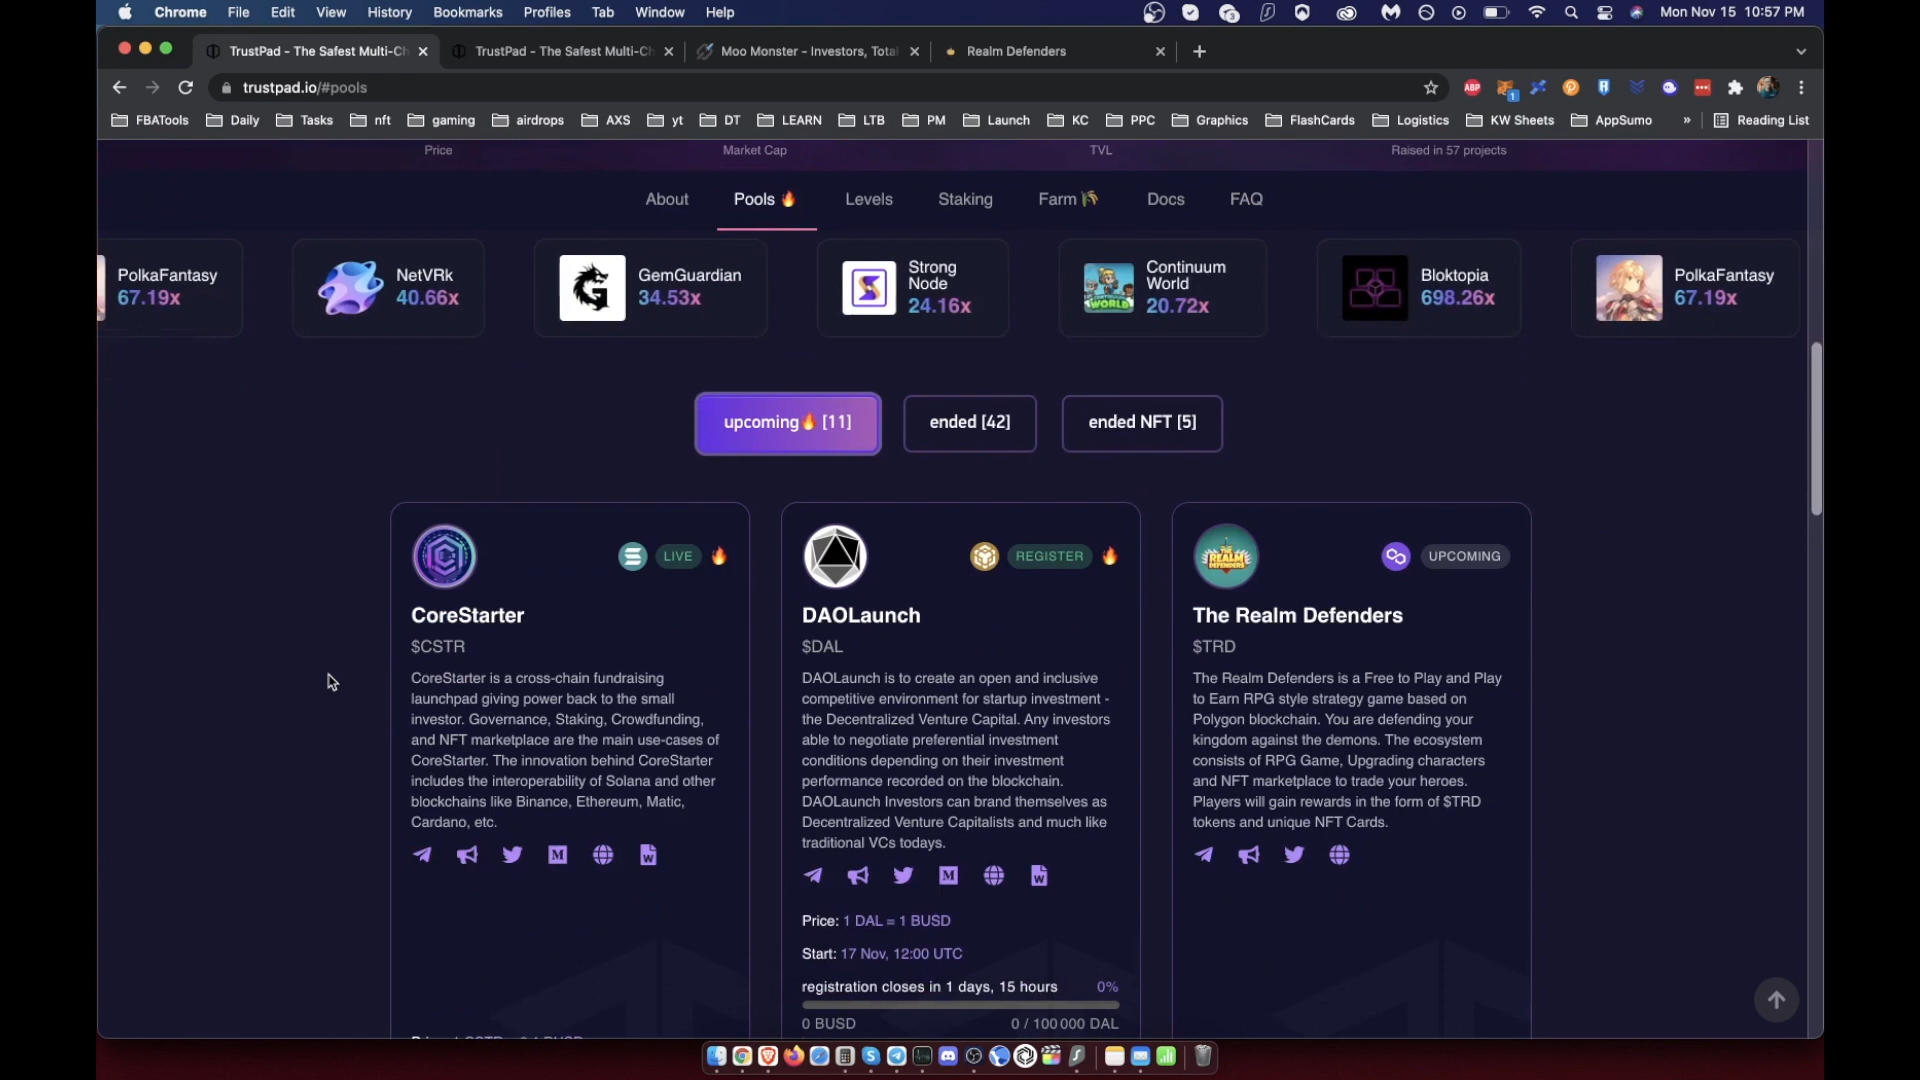 Chrome File Edit View History Bookmarks Profiles Tab Window Help
3
Mon Nov 15 10:57 PM
TrustPad - The Safest Multi-Ch
TrustPad - The Safest Multi-Ch
Moo Monster - Investors, Total
Realm Defenders
trustpad.io/#pools
ABP
1
FBATools Daily Tasks nft gaming airdrops AXS yt DT LEARN LTB PM Launch KC PPC Graphics FlashCards Logistics KW Sheets AppSumo » Reading List
Price Market Cap TVL Raised in 57 projects
About Pools Levels Staking Farm Docs FAQ
PolkaFantasy
67.19x
NetVRk
40.66x
GemGuardian
34.53x
Strong
Node
24.16x
Continuum
World
20.72x
Bloktopia
698.26x
PolkaFantasy
67.19x
upcoming [11]
ended [42]
ended NFT [5]
LIVE
CoreStarter
$CSTR
CoreStarter is a cross-chain fundraising
launchpad giving power back to the small
investor. Governance, Staking, Crowdfunding,
and NFT marketplace are the main use-cases of
CoreStarter. The innovation behind CoreStarter
includes the interoperability of Solana and other
blockchains like Binance, Ethereum, Matic,
Cardano, etc.
REGISTER
DAOLaunch
$DAL
DAOLaunch is to create an open and inclusive
competitive environment for startup investment -
the Decentralized Venture Capital. Any investors
able to negotiate preferential investment
conditions depending on their investment
performance recorded on the blockchain.
DAOLaunch Investors can brand themselves as
Decentralized Venture Capitalists and much like
traditional VCs todays.
Price: 1 DAL = 1 BUSD
Start: 17 Nov, 12:00 UTC
registration closes in 1 days, 15 hours 0%
0 BUSD 0 / 100 000 DAL
THE REALM DEFENDERS
UPCOMING
The Realm Defenders
$TRD
The Realm Defenders is a Free to Play and Play
to Earn RPG style strategy game based on
Polygon blockchain. You are defending your
kingdom against the demons. The ecosystem
consists of RPG Game, Upgrading characters
and NFT marketplace to trade your heroes.
Players will gain rewards in the form of $TRD
tokens and unique NFT Cards.